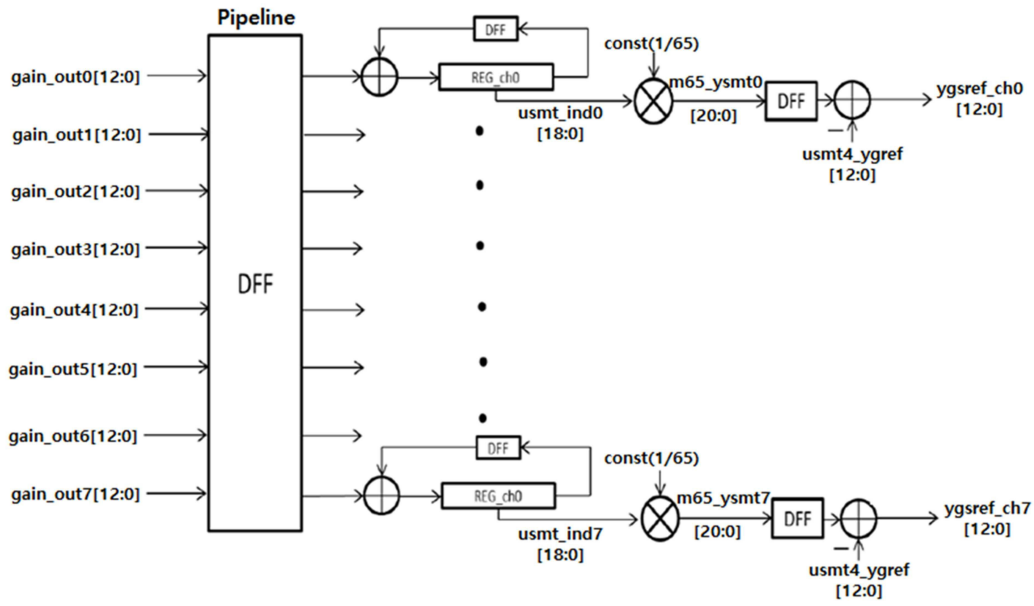 Pipeline
DFF
const(1/65)
gain_out0[12:0]
REG_ch0
m65_ysmt0
DFF
ygsref_ch0
[12:0]
usmt_ind0
[18:0]
[20:0]
usmt4_ygref
[12:0]
gain_out1[12:0]
gain_out2[12:0]
gain_out3[12:0]
DFF
gain_out4[12:0]
gain_out5[12:0]
gain_out6[12:0]
DFF
const(1/65)
gain_out7[12:0]
REG_ch0
m65_ysmt7
DFF
ygsref_ch7
[12:0]
usmt_ind7
[18:0]
[20:0]
usmt4_ygref
[12:0]